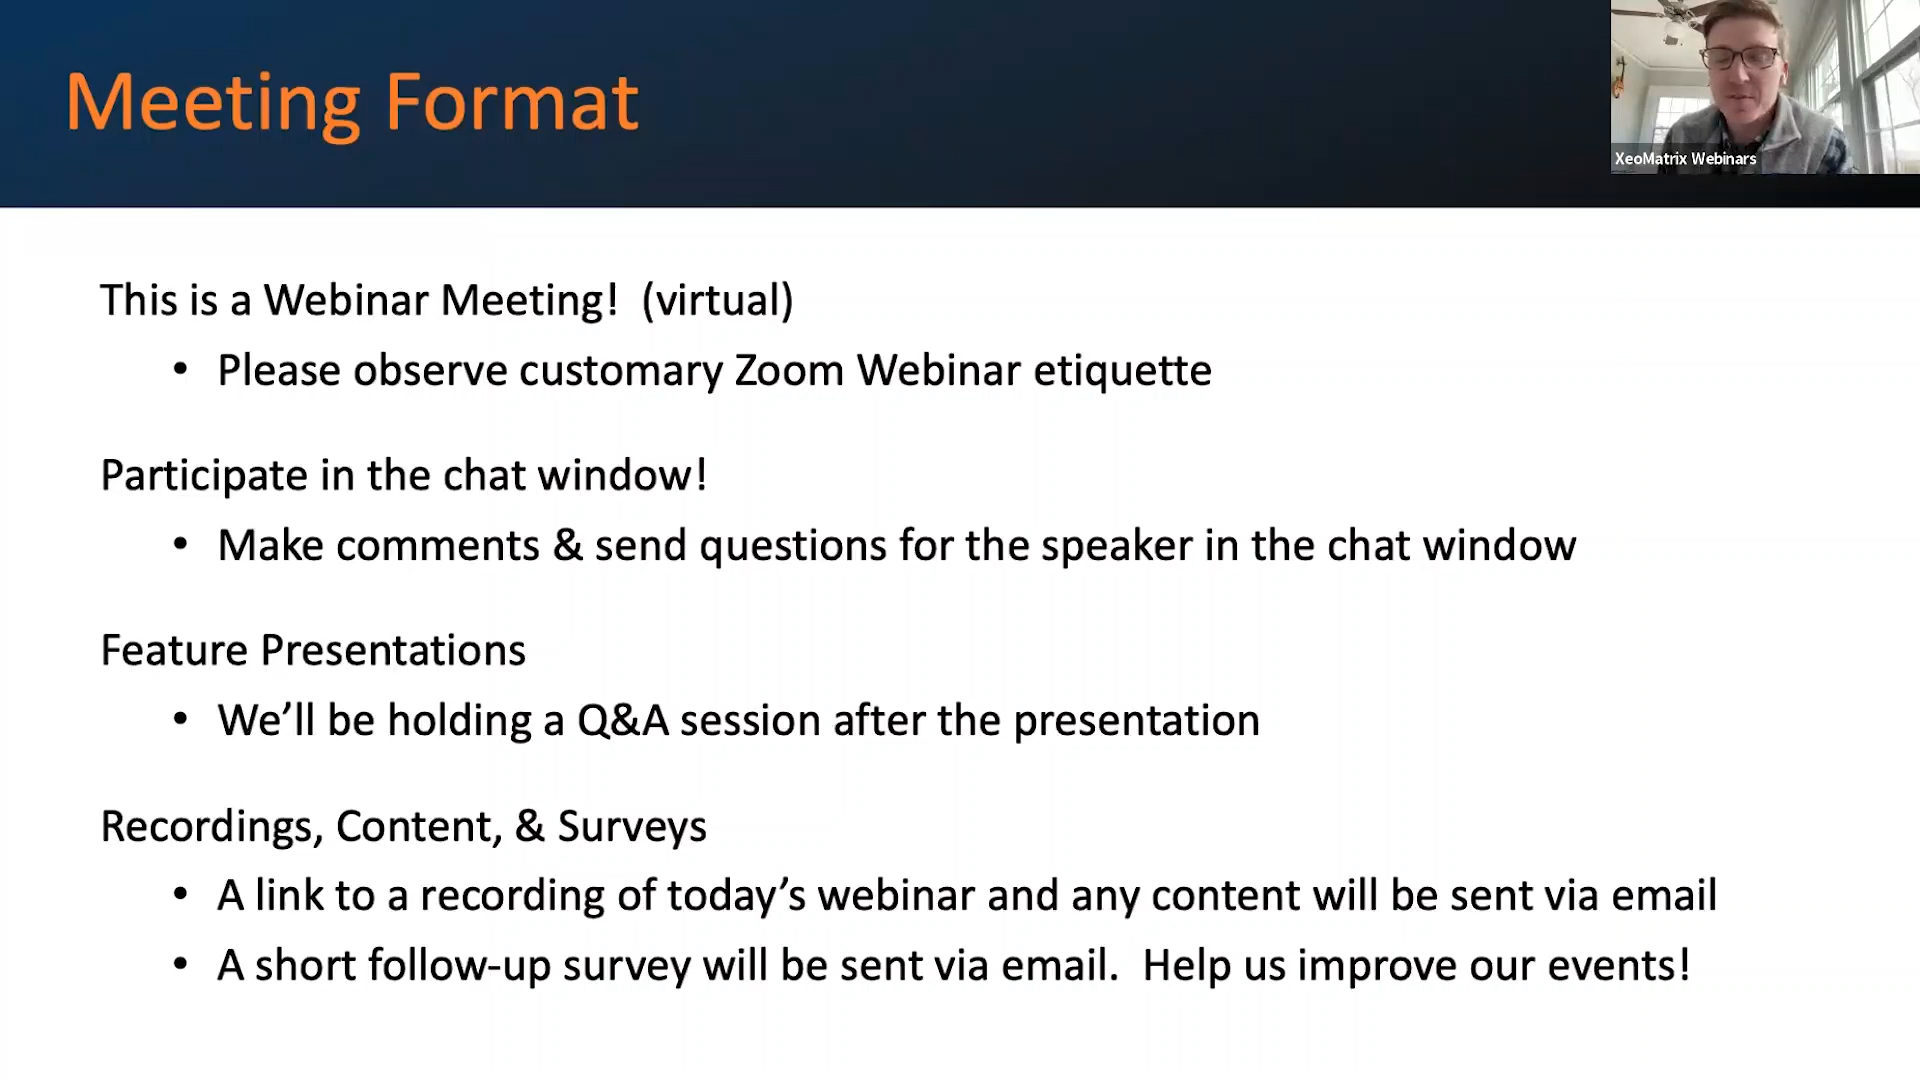 Meeting Format
XeoMatrix Webinars
This is a Webinar Meeting!  (virtual)
• Please observe customary Zoom Webinar etiquette
Participate in the chat window!
• Make comments & send questions for the speaker in the chat window
Feature Presentations
• We’ll be holding a Q&A session after the presentation
Recordings, Content, & Surveys
• A link to a recording of today’s webinar and any content will be sent via email
• A short follow-up survey will be sent via email.  Help us improve our events!